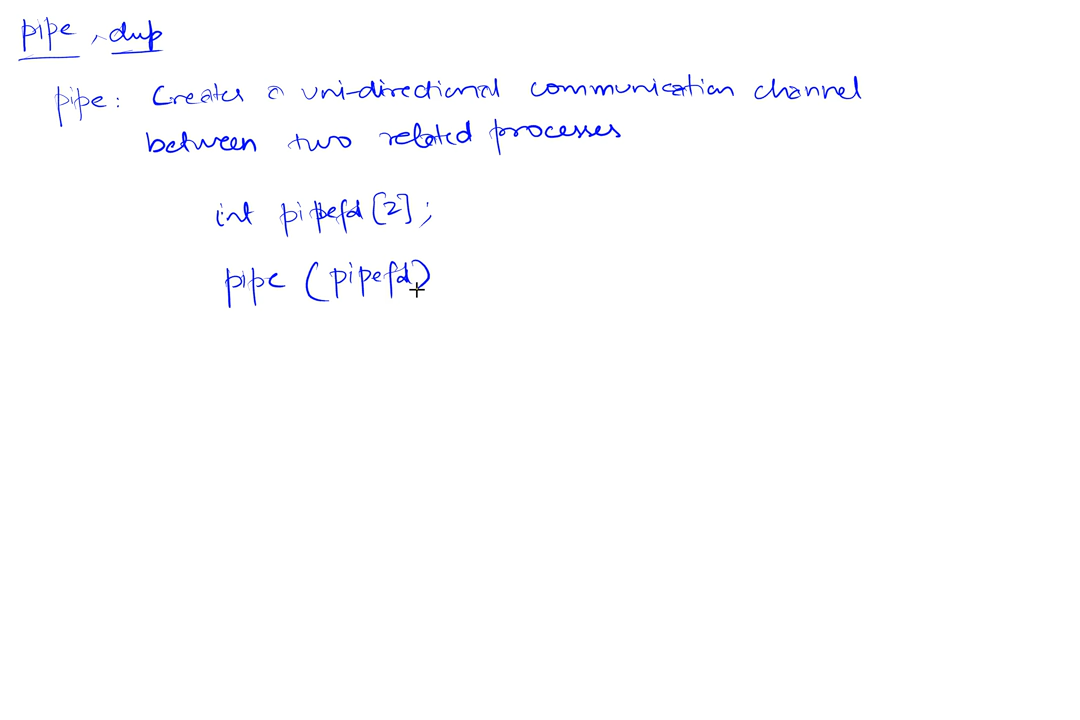 pipe, dup
pipe: Creates a uni-directional communication channel
between two related processes
int pipefd[2];
pipe (pipefd)